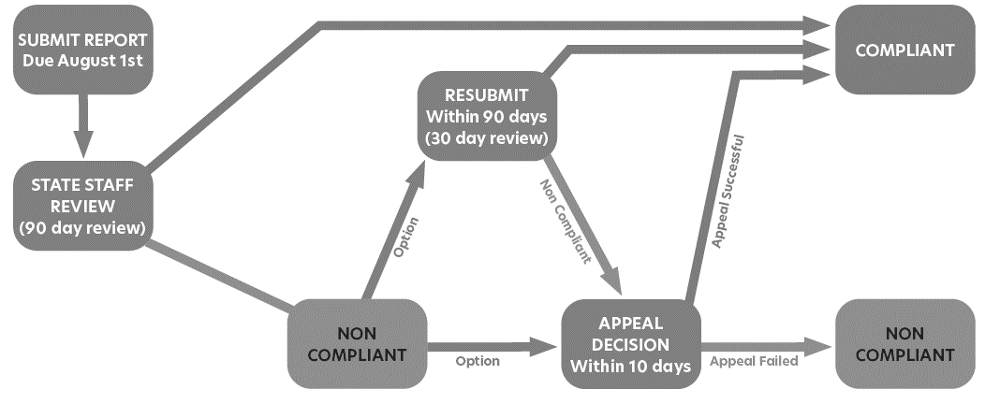 SUBMIT REPORT
Due August 1st
COMPLIANT
RESUBMIT
Within 90 days
(30 day review)
STATE STAFF
REVIEW
(90 day review)
Option
Non Compliant
Appeal Successful
NON
COMPLIANT
Option
APPEAL
DECISION
Within 10 days
Appeal Failed
NON
COMPLIANT